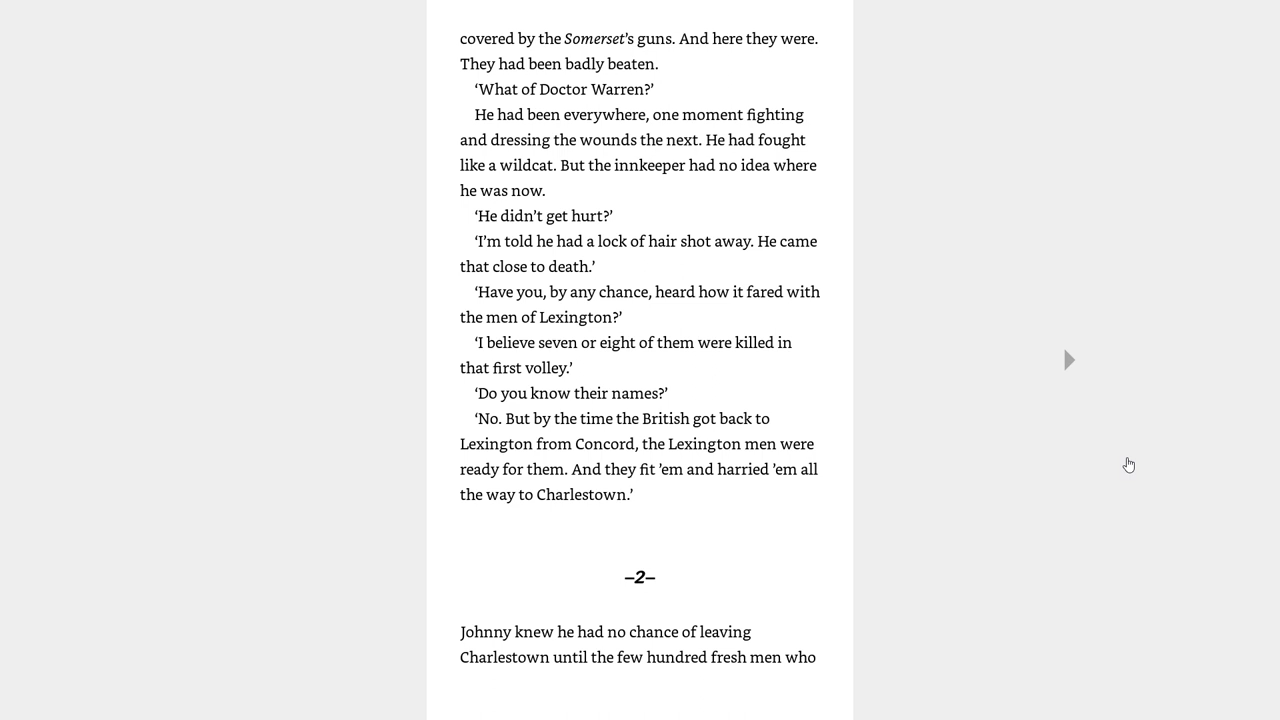 covered by the Somerset’s guns. And here they were.
They had been badly beaten.
‘What of Doctor Warren?’
He had been everywhere, one moment fighting
and dressing the wounds the next. He had fought
like a wildcat. But the innkeeper had no idea where
he was now.
‘He didn’t get hurt?’
‘I’m told he had a lock of hair shot away. He came
that close to death.’
‘Have you, by any chance, heard how it fared with
the men of Lexington?’
‘I believe seven or eight of them were killed in
that first volley.’
‘Do you know their names?’
‘No. But by the time the British got back to
Lexington from Concord, the Lexington men were
ready for them. And they fit ’em and harried ’em all
the way to Charlestown.’
–2–
Johnny knew he had no chance of leaving
Charlestown until the few hundred fresh men who